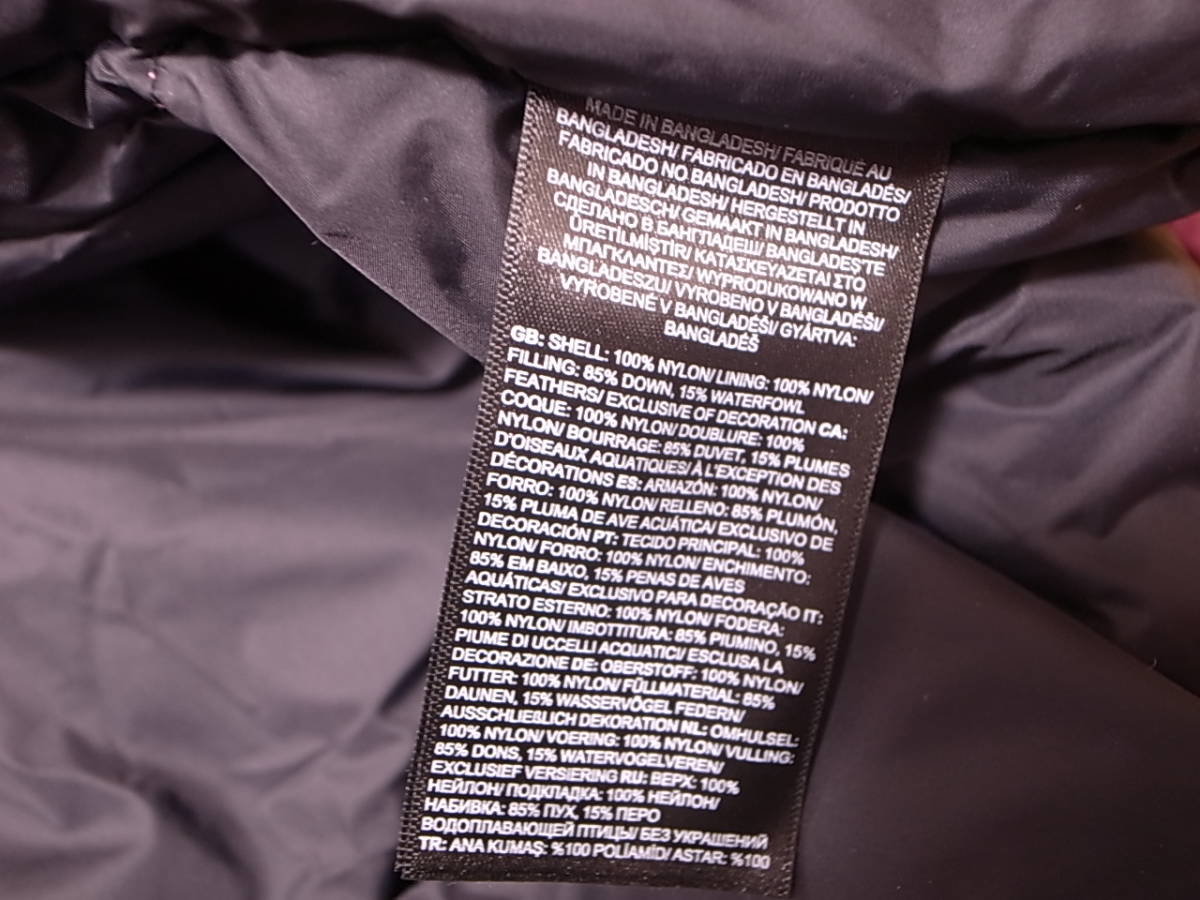 MADE IN BANGLADESH/ FABRIQUÉ AU
BANGLADESH/ FABRICADO EN BANGLADÉS/
FABRICADO NO BANGLADESH/ PRODOTTO
IN BANGLADESH/ HERGESTELLT IN
BANGLADESCH/ GEMAAKT IN BANGLADESH/
СДЕЛАНО В БАНГЛАДЕШ/ BANGLADEŞ'TE
ÜRETİLMİŞTİR/ ΚΑΤΑΣΚΕΥΑΖΕΤΑΙ ΣΤΟ
ΜΠΑΓΚΛΑΝΤΕΣ/ WYPRODUKOWANO W
BANGLADESZU/ VYROBENO V BANGLADÉŠI/
VYROBENÉ V BANGLADÉŠI/ GYÁRTVA:
BANGLADÉS
GB: SHELL: 100% NYLON/ LINING: 100% NYLON/
FILLING: 85% DOWN, 15% WATERFOWL
FEATHERS/ EXCLUSIVE OF DECORATION CA:
COQUE: 100% NYLON/ DOUBLURE: 100%
NYLON/ BOURRAGE: 85% DUVET, 15% PLUMES
D'OISEAUX AQUATIQUES/ À L'EXCEPTION DES
DÉCORATIONS ES: ARMAZÓN: 100% NYLON/
FORRO: 100% NYLON/ RELLENO: 85% PLUMÓN,
15% PLUMA DE AVE ACUÁTICA/ EXCLUSIVO DE
DECORACIÓN PT: TECIDO PRINCIPAL: 100%
NYLON/ FORRO: 100% NYLON/ ENCHIMENTO:
85% EM BAIXO, 15% PENAS DE AVES
AQUÁTICAS/ EXCLUSIVO PARA DECORAÇÃO IT:
STRATO ESTERNO: 100% NYLON/ FODERA:
100% NYLON/ IMBOTTITURA: 85% PIUMINO, 15%
PIUME DI UCCELLI ACQUATICI/ ESCLUSA LA
DECORAZIONE DE: OBERSTOFF: 100% NYLON/
FUTTER: 100% NYLON/ FÜLLMATERIAL: 85%
DAUNEN, 15% WASSERVÖGEL FEDERN/
AUSSCHLIEßLICH DEKORATION NL: OMHULSEL:
100% NYLON/ VOERING: 100% NYLON/ VULLING:
85% DONS, 15% WATERVOGELVEREN/
EXCLUSIEF VERSIERING RU: ВЕРХ: 100%
НЕЙЛОН/ ПОДКЛАДКА: 100% НЕЙЛОН/
НАБИВКА: 85% ПУХ, 15% ПЕРО
ВОДОПЛАВАЮЩЕЙ ПТИЦЫ/ БЕЗ УКРАШЕНИЙ
TR: ANA KUMAŞ: %100 POLİAMİD/ ASTAR: %100